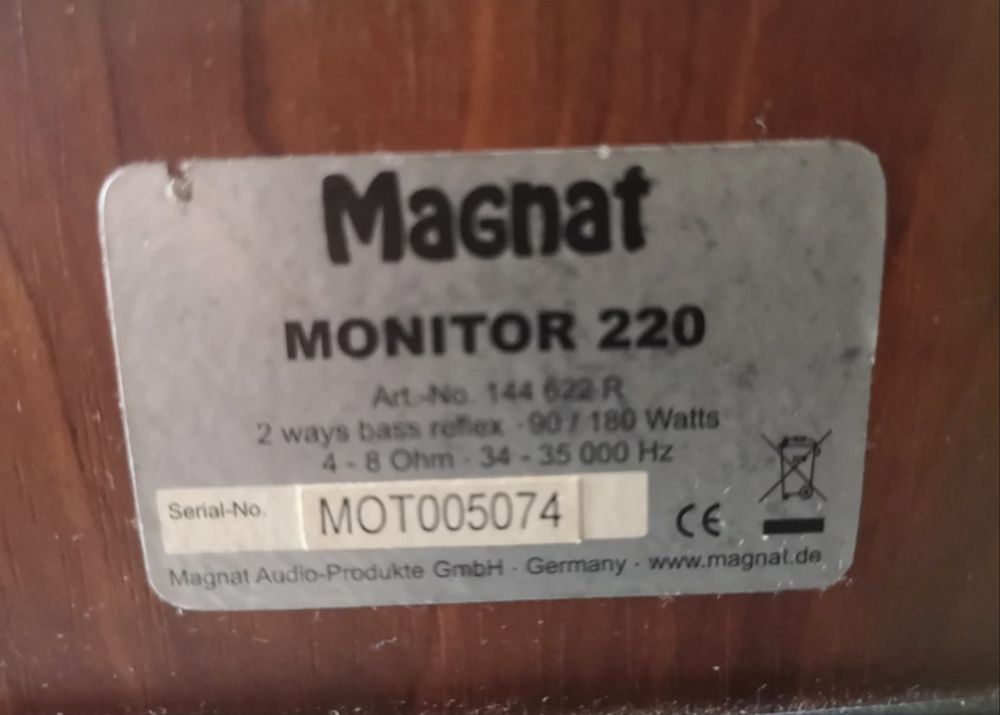 Magnat
MONITOR 220
Art.-No. 144 622 R
2 ways bass reflex · 90 / 180 Watts
4 - 8 Ohm · 34 - 35 000 Hz
Serial-No. MOT005074
CE
Magnat Audio-Produkte GmbH · Germany · www.magnat.de